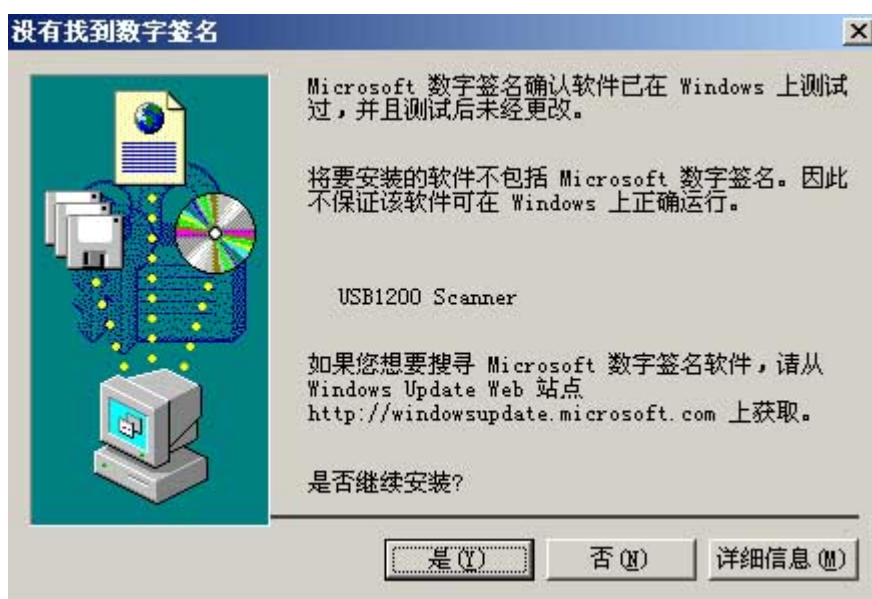 没有找到数字签名
Microsoft 数字签名确认软件已在 Windows 上测试
过，并且测试后未经更改。
将要安装的软件不包括 Microsoft 数字签名。因此
不保证该软件可在 Windows 上正确运行。
USB1200 Scanner
如果您想要搜寻 Microsoft 数字签名软件，请从
Windows Update Web 站点
http://windowsupdate.microsoft.com 上获取。
是否继续安装?
是(Y) 否(N) 详细信息(M)